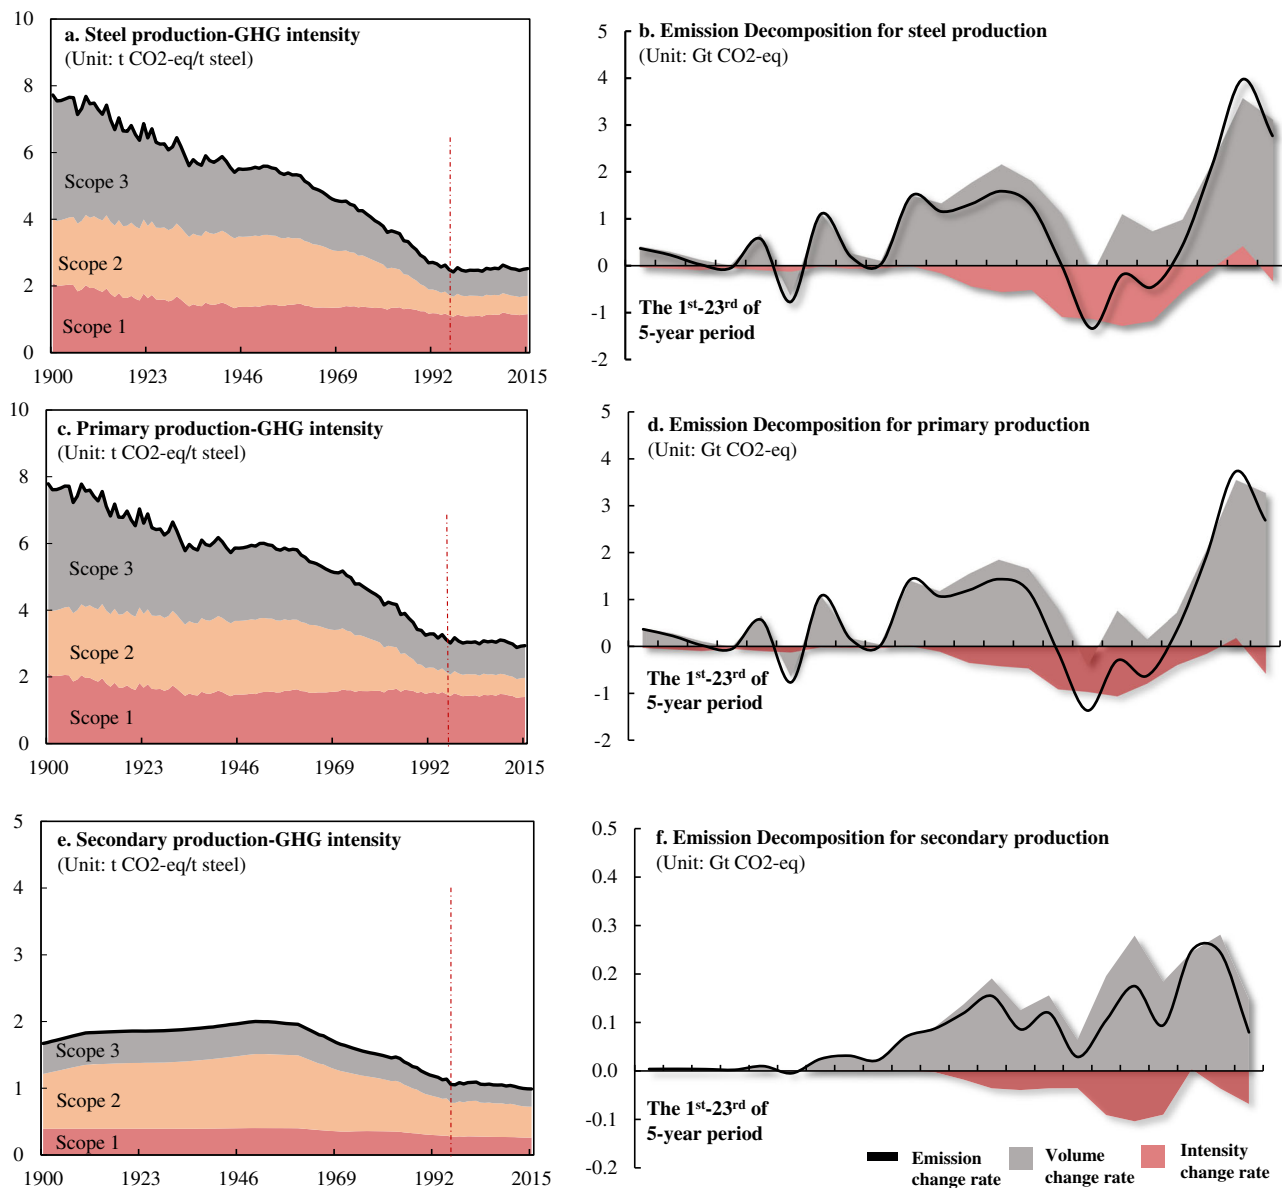 a. Steel production-GHG intensity
(Unit: t CO2-eq/t steel)
10
8
6
4
2
0
Scope 3
Scope 2
Scope 1
1900 1923 1946 1969 1992 2015
b. Emission Decomposition for steel production
(Unit: Gt CO2-eq)
5
4
3
2
1
0
-1
-2
The 1st-23rd of
5-year period
c. Primary production-GHG intensity
(Unit: t CO2-eq/t steel)
10
8
6
4
2
0
Scope 3
Scope 2
Scope 1
1900 1923 1946 1969 1992 2015
d. Emission Decomposition for primary production
(Unit: Gt CO2-eq)
5
4
3
2
1
0
-1
-2
The 1st-23rd of
5-year period
e. Secondary production-GHG intensity
(Unit: t CO2-eq/t steel)
5
4
3
2
1
0
Scope 3
Scope 2
Scope 1
1900 1923 1946 1969 1992 2015
f. Emission Decomposition for secondary production
(Unit: Gt CO2-eq)
0.5
0.4
0.3
0.2
0.1
0.0
-0.1
-0.2
The 1st-23rd of
5-year period
Emission
change rate
Volume
change rate
Intensity
change rate